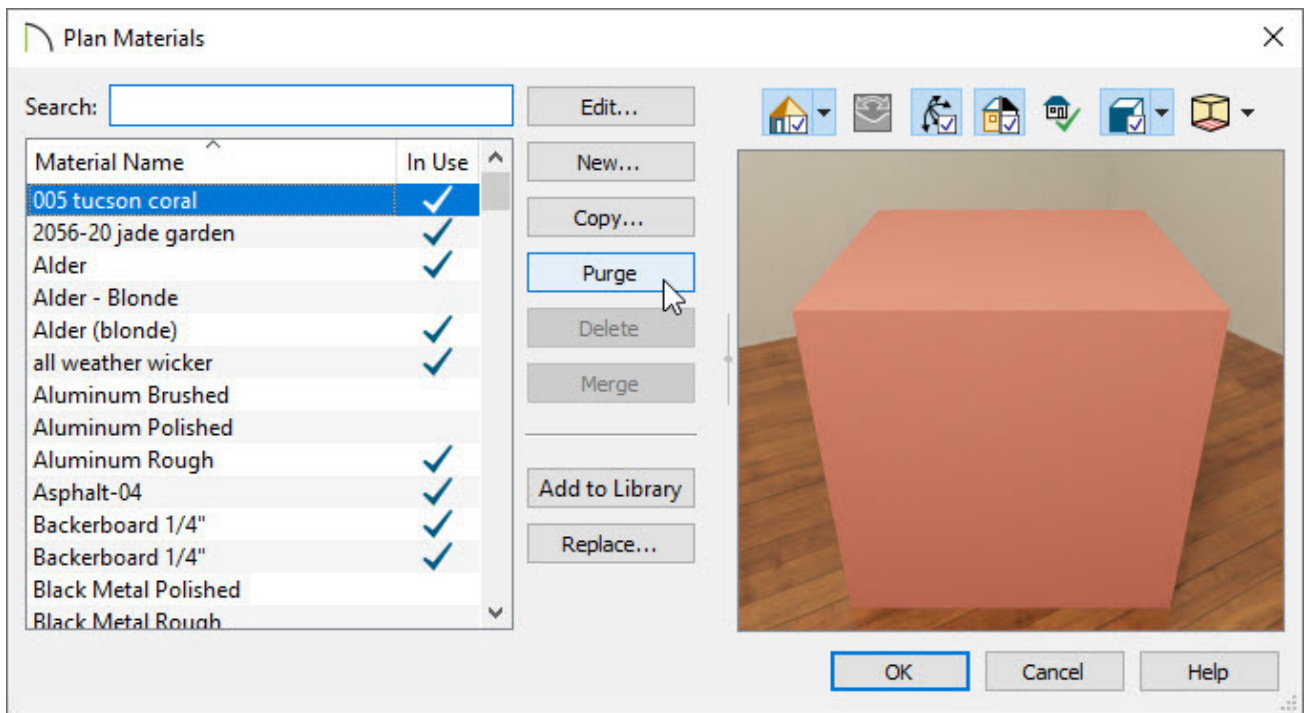 Plan Materials
Search:
Edit...
New...
Copy...
Purge
Delete
Merge
Add to Library
Replace...
Material Name In Use
005 tucson coral
2056-20 jade garden
Alder
Alder - Blonde
Alder (blonde)
all weather wicker
Aluminum Brushed
Aluminum Polished
Aluminum Rough
Asphalt-04
Backerboard 1/4"
Backerboard 1/4"
Black Metal Polished
Black Metal Rough
OK Cancel Help